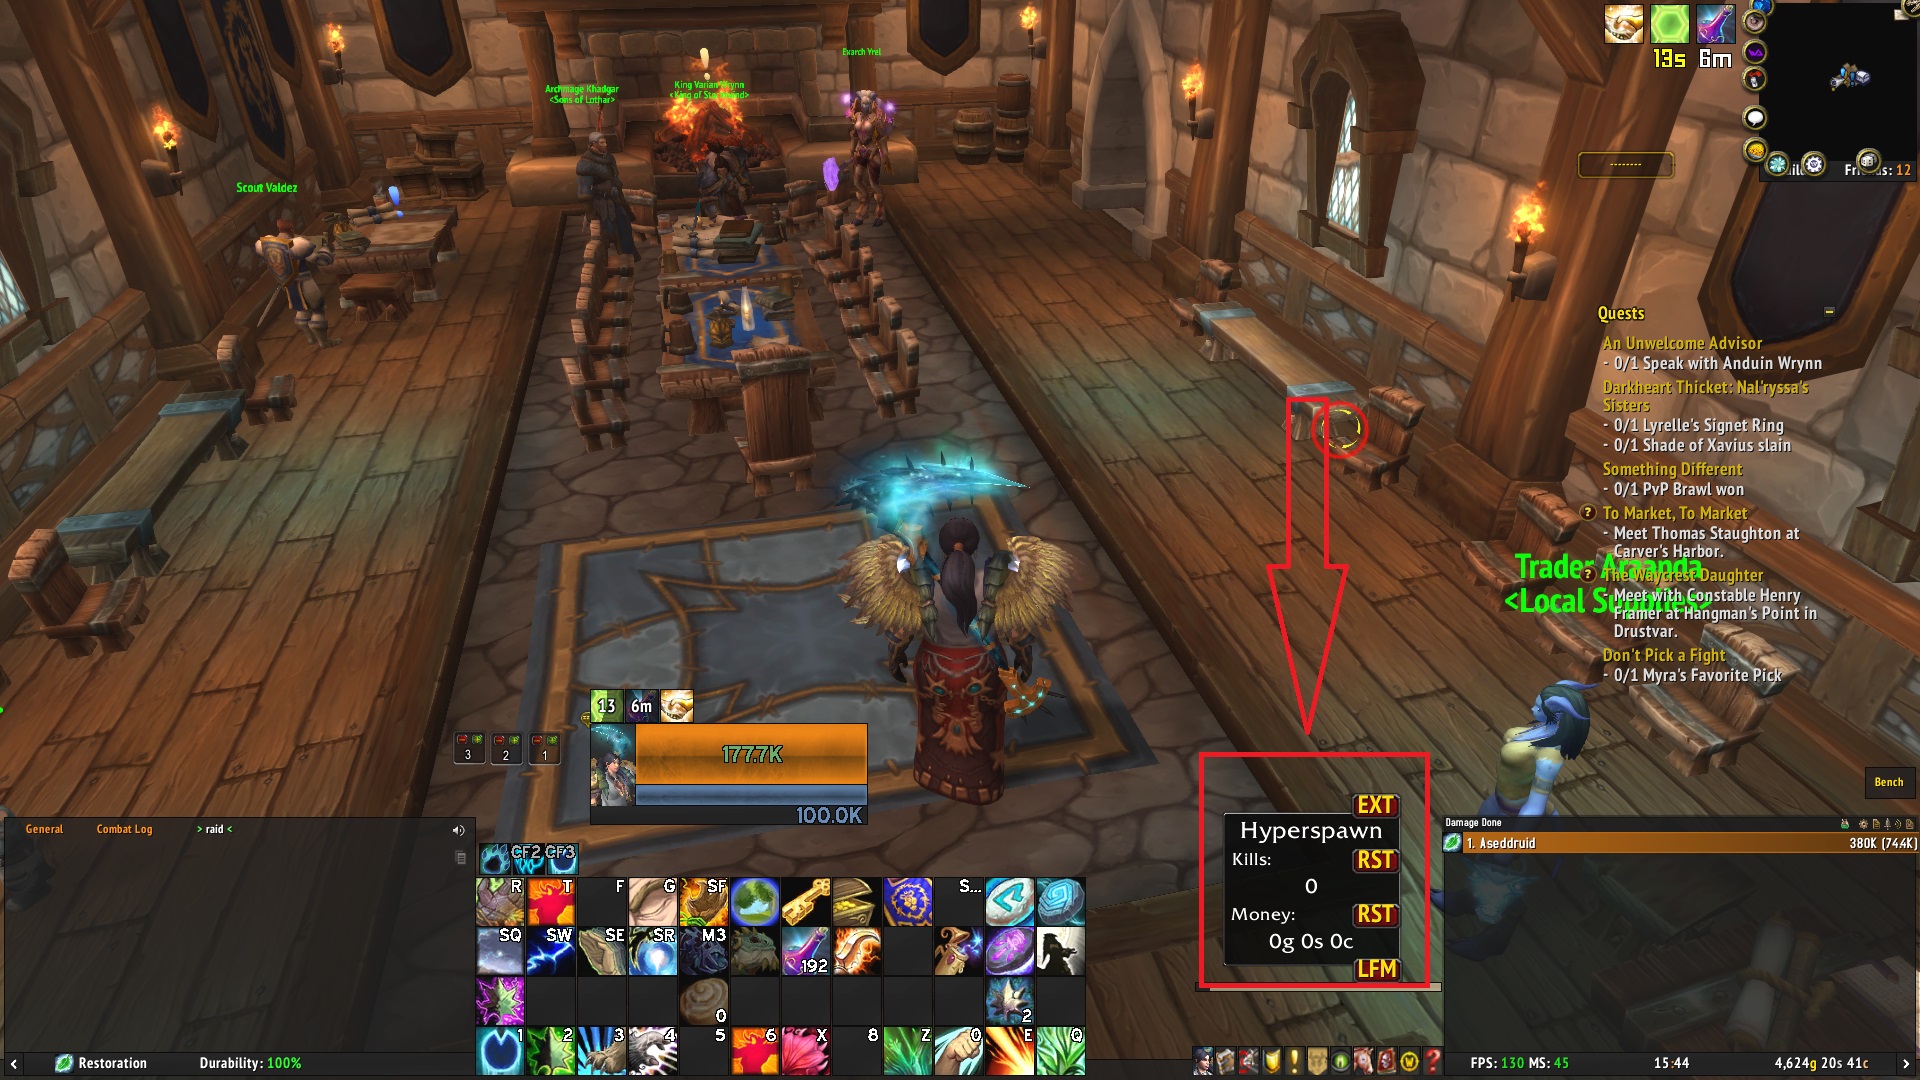 13s 6m
Exarch Yrel
Archmage Khadgar
<Sons of Lothar>
King Varian Wrynn
Scout Valdez
--------
Friends: 12
Quests
An Unwelcome Advisor
- 0/1 Speak with Anduin Wrynn
Darkheart Thicket: Nal'ryssa's
Sisters
- 0/1 Lyrelle's Signet Ring
- 0/1 Shade of Xavius slain
Something Different
- 0/1 PvP Brawl won
? To Market, To Market
- Meet Thomas Staughton at
Carver's Harbor.
? The Waycrest Daughter
Meet with Constable Henry
Framer at Hangman's Point in
Drustvar.
Don't Pick a Fight
- 0/1 Myra's Favorite Pick
Trader Araanda
<Local Supplies>
13 6m
3 2 1
177.7K
100.0K
EXT
Hyperspawn
Kills: RST
0
Money: RST
0g 0s 0c
LFM
Bench
General Combat Log > raid <
Damage Done
1. Aseddruid 380K (74.4K)
CF2 CF3
R T F G SF S...
SQ SW SE SR M3 192
0 2
1 2 3 4 5 6 X 8 Z 0 E Q
< Restoration Durability: 100%
FPS: 130 MS: 45 15:44 4,624g 20s 41c >